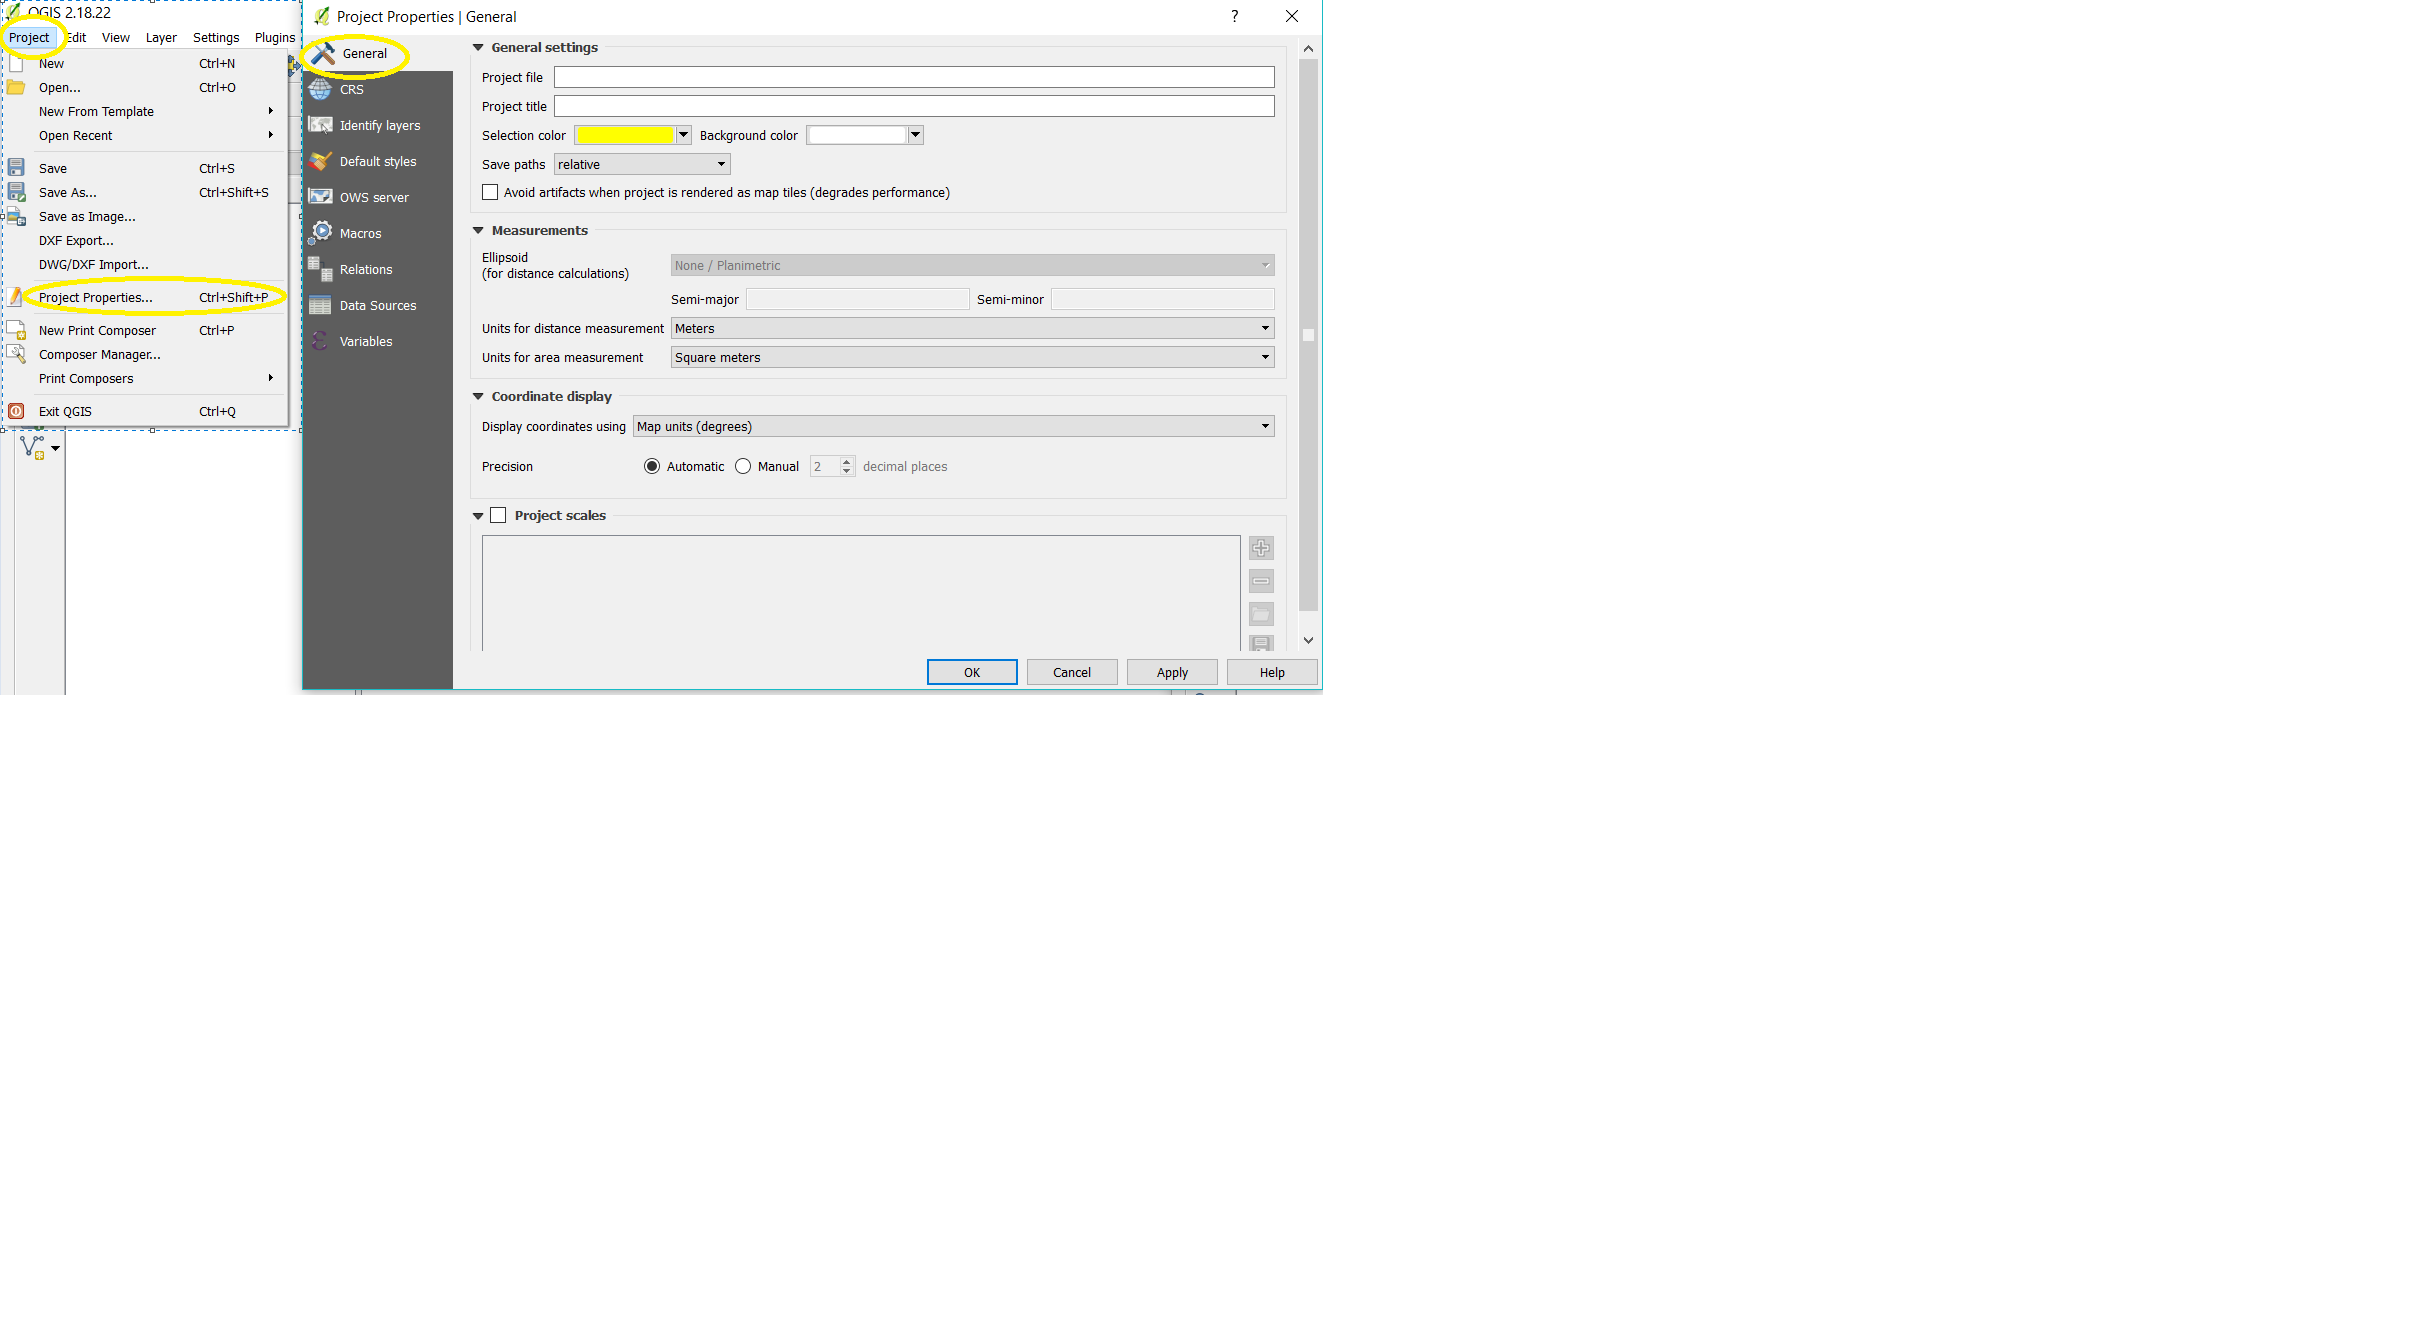 QGIS 2.18.22
Project Edit View Layer Settings Plugins
New Ctrl+N
Open... Ctrl+O
New From Template
Open Recent
Save Ctrl+S
Save As... Ctrl+Shift+S
Save as Image...
DXF Export...
DWG/DXF Import...
Project Properties... Ctrl+Shift+P
New Print Composer Ctrl+P
Composer Manager...
Print Composers
Exit QGIS Ctrl+Q
Project Properties | General ?
General
CRS
Identify layers
Default styles
OWS server
Macros
Relations
Data Sources
Variables
General settings
Project file
Project title
Selection color Background color
Save paths relative
Avoid artifacts when project is rendered as map tiles (degrades performance)
Measurements
Ellipsoid
(for distance calculations) None / Planimetric
Semi-major Semi-minor
Units for distance measurement Meters
Units for area measurement Square meters
Coordinate display
Display coordinates using Map units (degrees)
Precision Automatic Manual 2 decimal places
Project scales
OK Cancel Apply Help